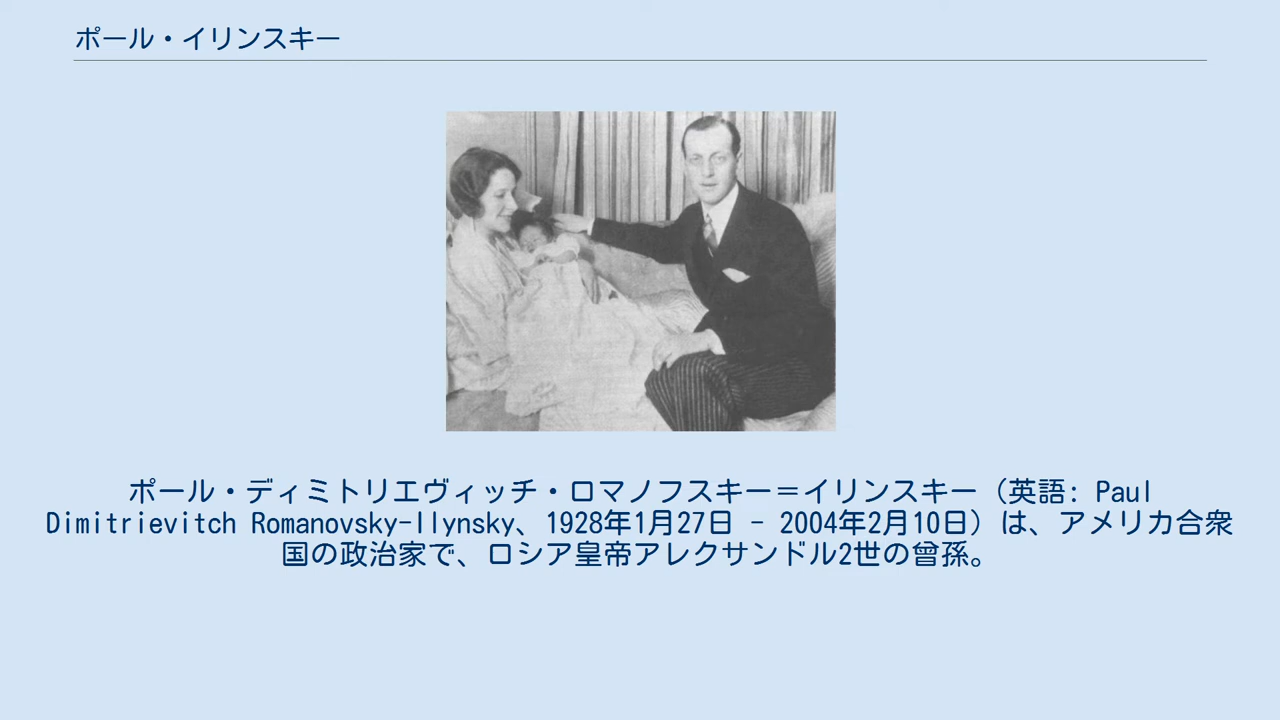 ポール・イリンスキー
ポール・ディミトリエヴィッチ・ロマノフスキー＝イリンスキー（英語: Paul
Dimitrievitch Romanovsky-Ilynsky、1928年1月27日 - 2004年2月10日）は、アメリカ合衆
国の政治家で、ロシア皇帝アレクサンドル2世の曾孫。